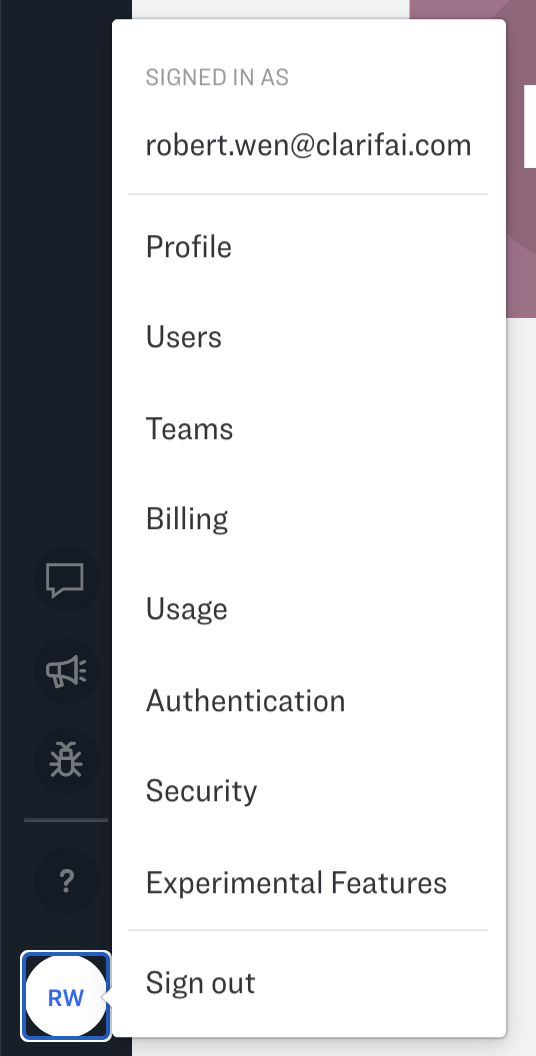 SIGNED IN AS
robert.wen@clarifai.com
Profile
Users
Teams
Billing
Usage
Authentication
Security
Experimental Features
Sign out
?
RW